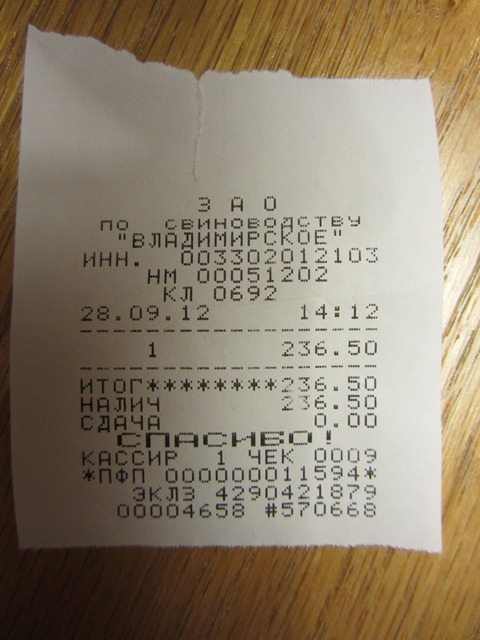 З А О
по свиноводству
"ВЛАДИМИРСКОЕ"
ИНН. 003302012103
НМ 00051202
КЛ 0692
28.09.12 14:12
1 236.50
ИТОГ********236.50
НАЛИЧ 236.50
СДАЧА 0.00
СПАСИБО!
КАССИР 1 ЧЕК 0009
*ПФП 000000011594*
ЭКЛЗ 4290421879
00004658 #570668